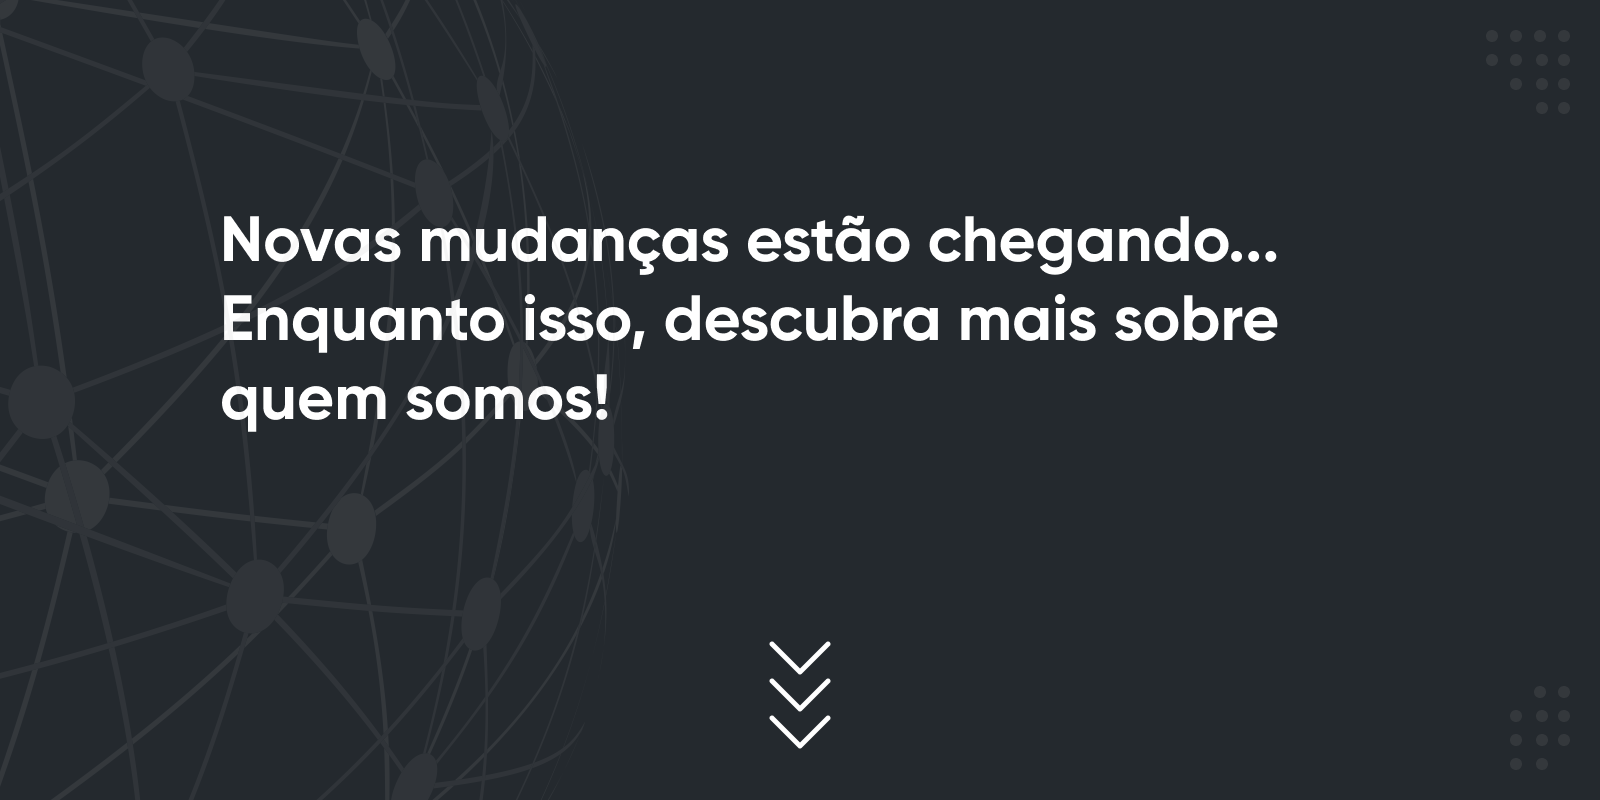 Novas mudanças estão chegando...
Enquanto isso, descubra mais sobre
quem somos!